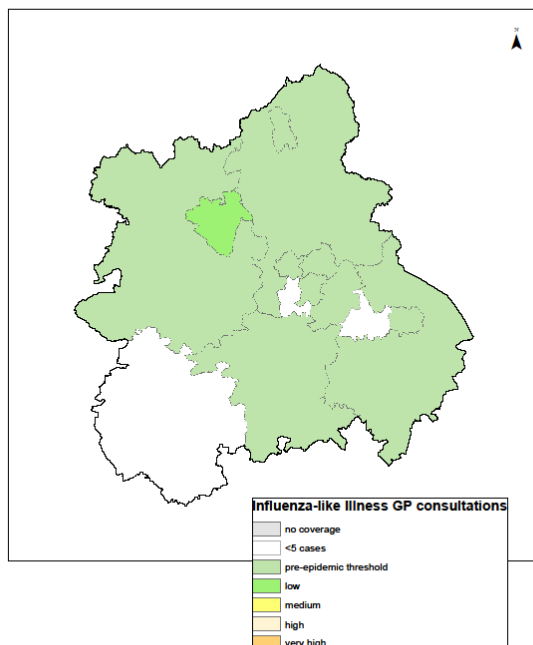 N
Influenza-like Illness GP consultations
no coverage
<5 cases
pre-epidemic threshold
low
medium
high
very high